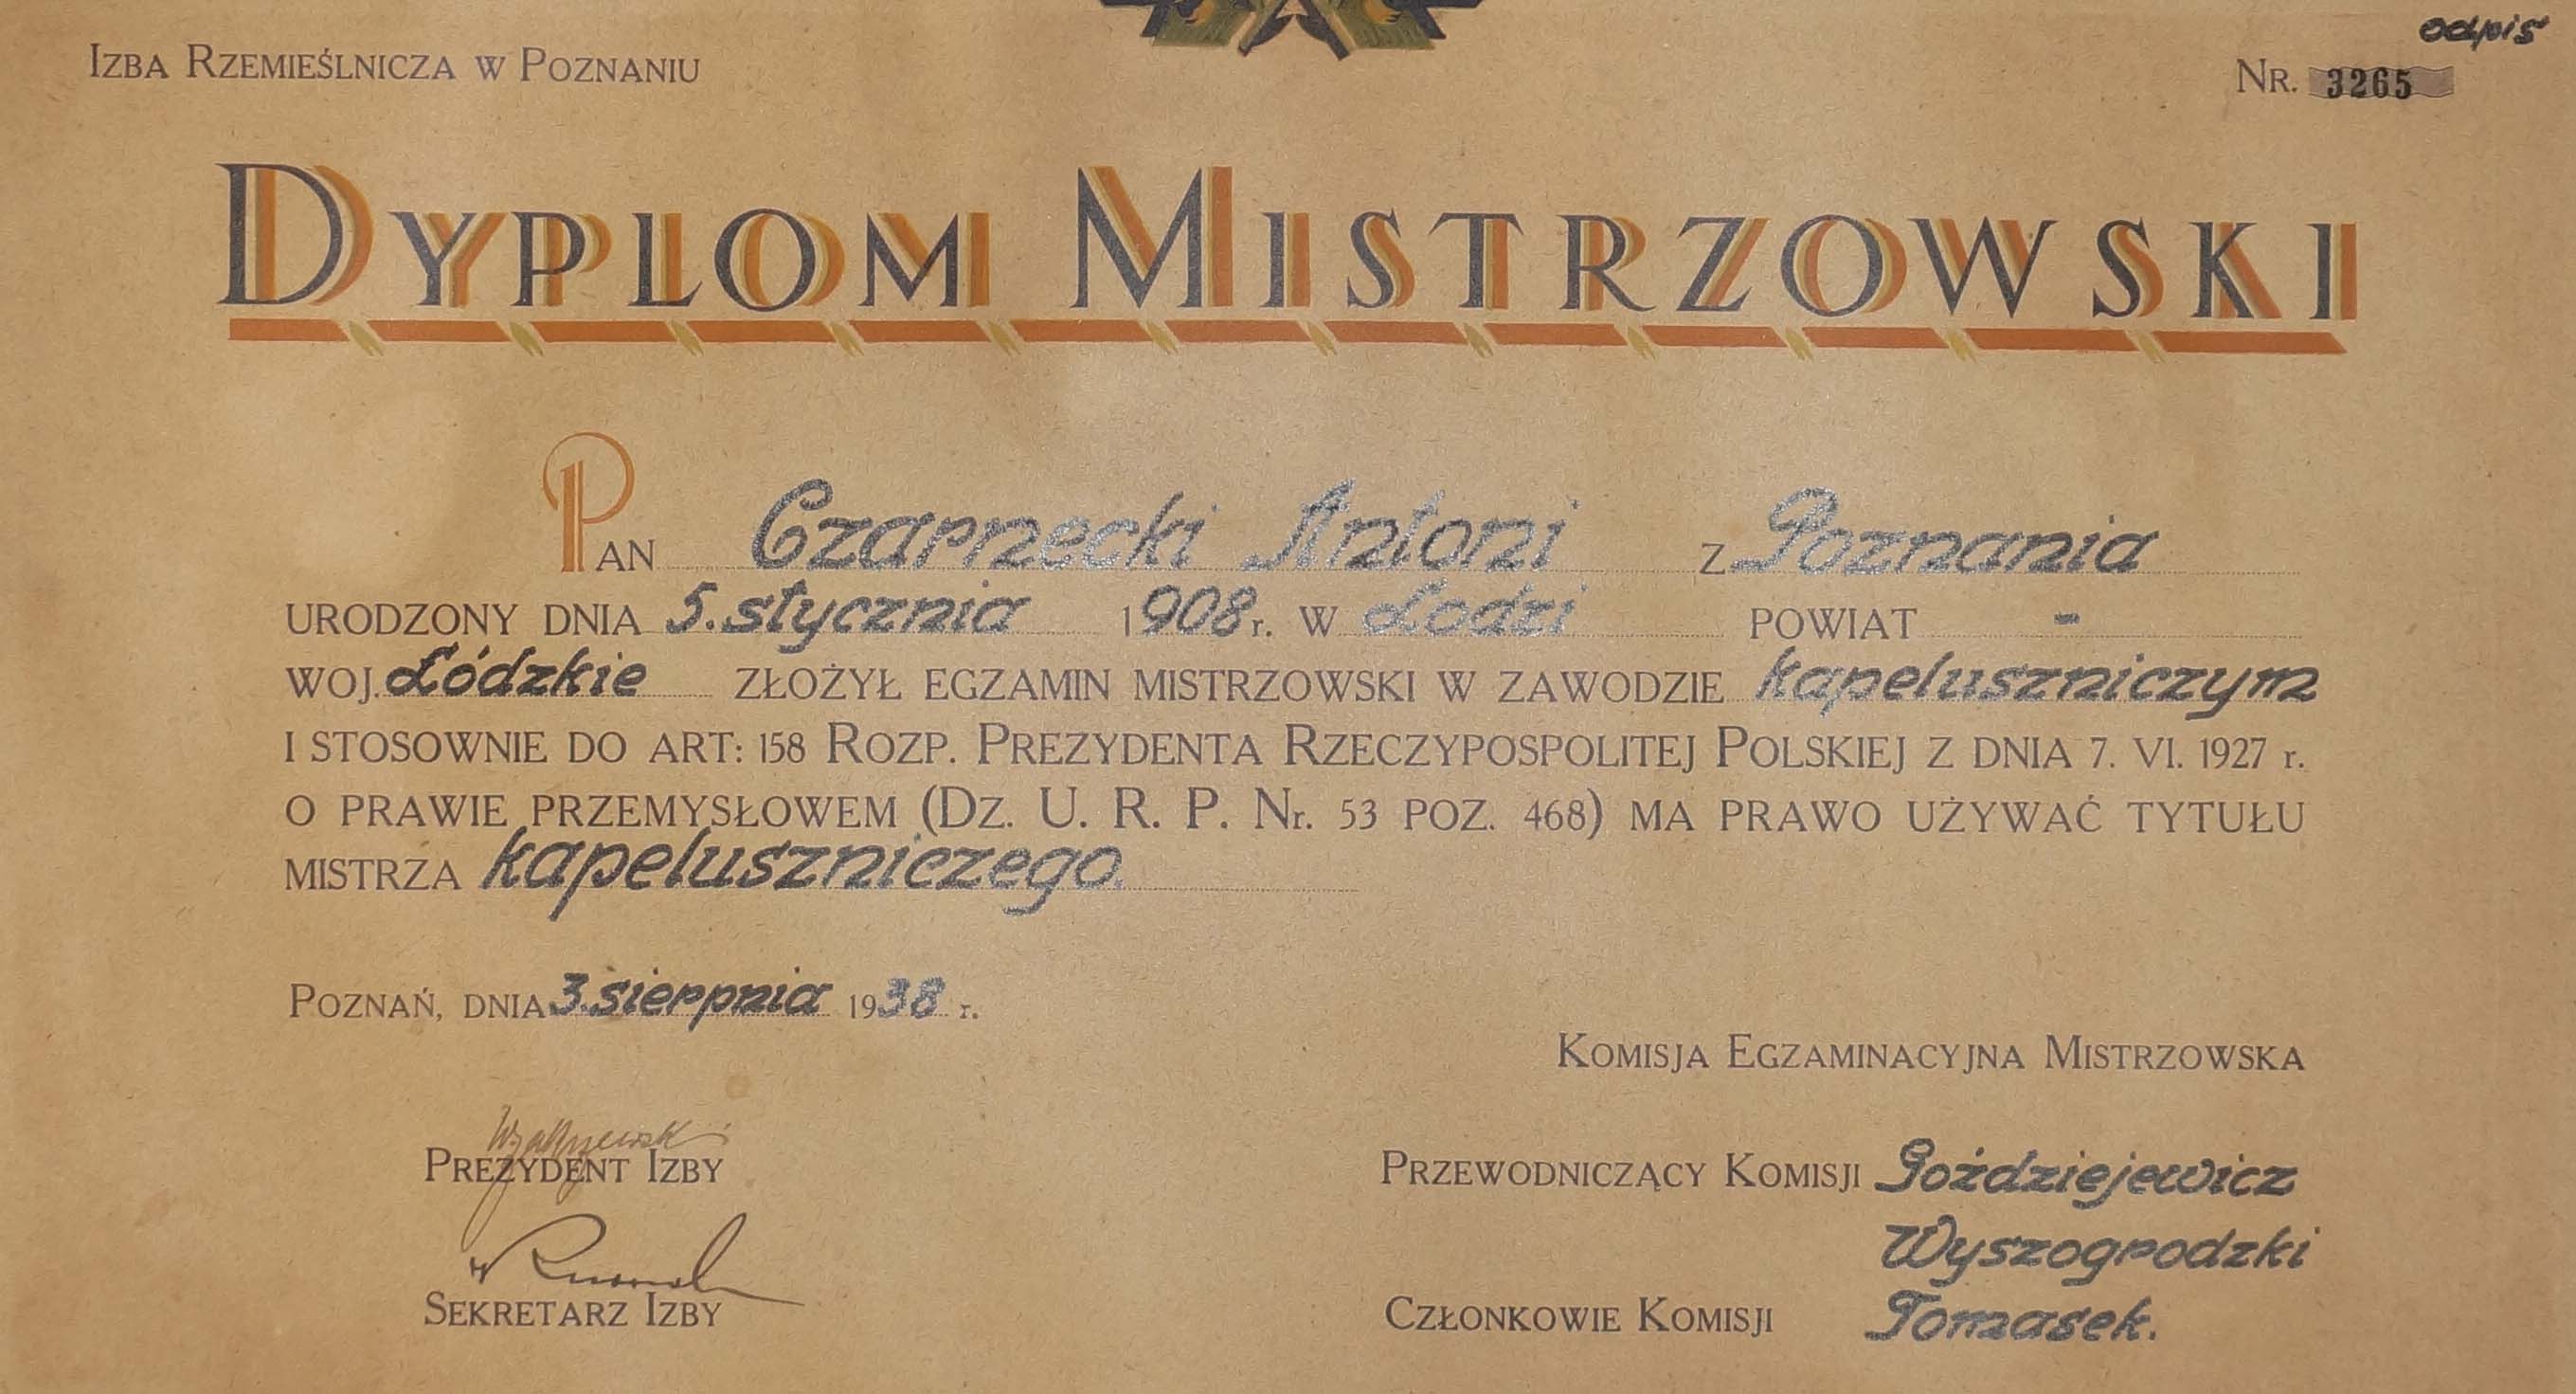 odpis
Izba Rzemieślnicza w Poznaniu
Nr. 3265
Dyplom Mistrzowski
Pan Czarnecki Antoni z Poznania
urodzony dnia 5. stycznia 1908 r. w Łodzi powiat -
woj. Łódzkie złożył egzamin mistrzowski w zawodzie kapeluszniczym
i stosownie do art: 158 Rozp. Prezydenta Rzeczypospolitej Polskiej z dnia 7. VI. 1927 r.
o prawie przemysłowem (Dz. U. R. P. Nr. 53 poz. 468) ma prawo używać tytułu
mistrza kapeluszniczego.
Poznań, dnia 3. sierpnia 1938 r.
Komisja Egzaminacyjna Mistrzowska
Prezydent Izby
Przewodniczący Komisji Goździejewicz
Wyszogrodzki
Sekretarz Izby
Członkowie Komisji Tomasek.